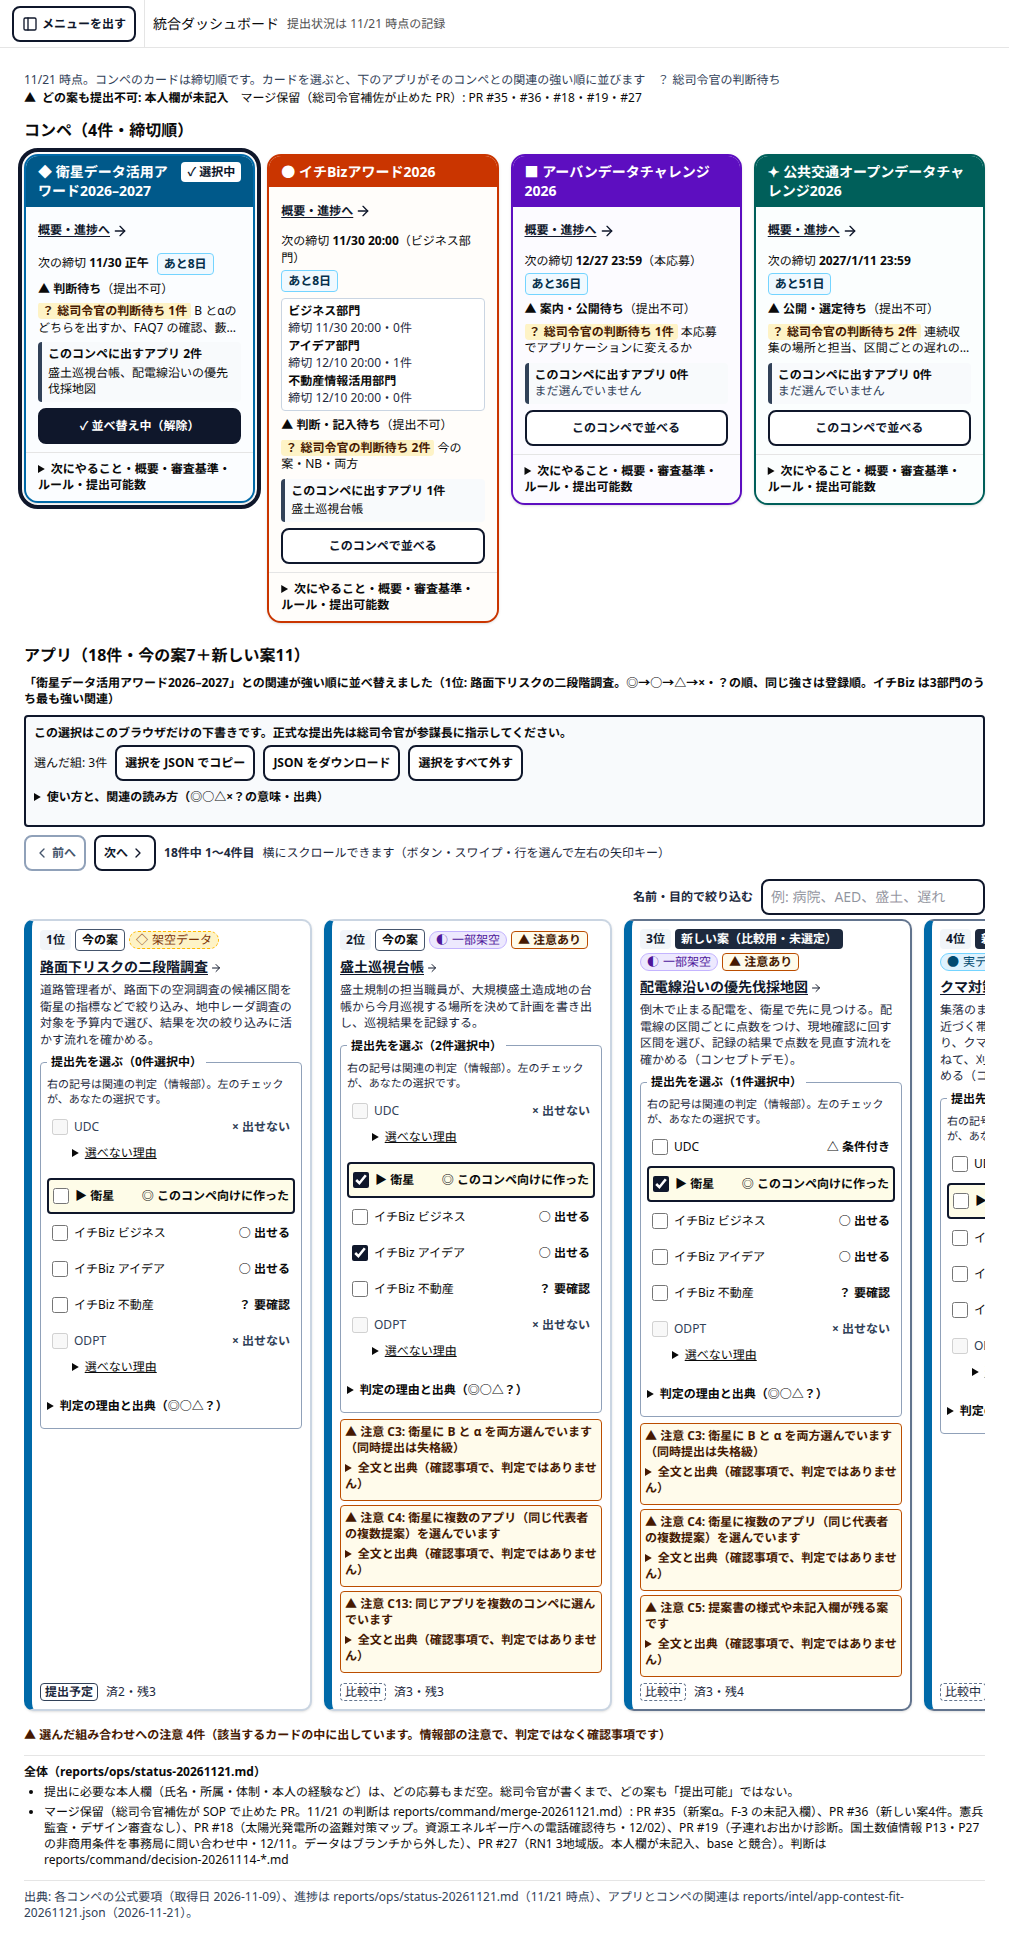 メニューを出す
統合ダッシュボード 提出状況は 11/21 時点の記録
11/21 時点。コンペのカードは締切順です。カードを選ぶと、下のアプリがそのコンペとの関連の強い順に並びます ？ 総司令官の判断待ち
▲ どの案も提出不可: 本人欄が未記入 マージ保留（総司令官補佐が止めた PR）: PR #35・#36・#18・#19・#27
コンペ（4件・締切順）
◆ 衛星データ活用ア
ワード2026–2027
✓ 選択中
概要・進捗へ →
次の締切 11/30 正午 あと8日
▲ 判断待ち（提出不可）
？ 総司令官の判断待ち 1件 B とαの
どちらを出すか、FAQ7 の確認、藪…
このコンペに出すアプリ 2件
盛土巡視台帳、配電線沿いの優先
伐採地図
✓ 並べ替え中（解除）
▶ 次にやること・概要・審査基準・
ルール・提出可能数
● イチBizアワード2026
概要・進捗へ →
次の締切 11/30 20:00（ビジネス部
門）
あと8日
ビジネス部門
締切 11/30 20:00・0件
アイデア部門
締切 12/10 20:00・1件
不動産情報活用部門
締切 12/10 20:00・0件
▲ 判断・記入待ち（提出不可）
？ 総司令官の判断待ち 2件 今の
案・NB・両方
このコンペに出すアプリ 1件
盛土巡視台帳
このコンペで並べる
▶ 次にやること・概要・審査基準・
ルール・提出可能数
■ アーバンデータチャレンジ
2026
概要・進捗へ →
次の締切 12/27 23:59（本応募）
あと36日
▲ 案内・公開待ち（提出不可）
？ 総司令官の判断待ち 1件 本応募
でアプリケーションに変えるか
このコンペに出すアプリ 0件
まだ選んでいません
このコンペで並べる
▶ 次にやること・概要・審査基準・
ルール・提出可能数
✦ 公共交通オープンデータチャ
レンジ2026
概要・進捗へ →
次の締切 2027/1/11 23:59
あと51日
▲ 公開・選定待ち（提出不可）
？ 総司令官の判断待ち 2件 連続収
集の場所と担当、区間ごとの遅れの…
このコンペに出すアプリ 0件
まだ選んでいません
このコンペで並べる
▶ 次にやること・概要・審査基準・
ルール・提出可能数
アプリ（18件・今の案7＋新しい案11）
「衛星データ活用アワード2026–2027」との関連が強い順に並べ替えました（1位: 路面下リスクの二段階調査。◎→○→△→×・？の順、同じ強さは登録順。イチBiz は3部門のう
ち最も強い関連）
この選択はこのブラウザだけの下書きです。正式な提出先は総司令官が参謀長に指示してください。
選んだ組: 3件 選択を JSON でコピー JSON をダウンロード 選択をすべて外す
▶ 使い方と、関連の読み方（◎○△×？の意味・出典）
前へ 次へ 18件中 1〜4件目 横にスクロールできます（ボタン・スワイプ・行を選んで左右の矢印キー）
名前・目的で絞り込む 例: 病院、AED、盛土、遅れ
1位 今の案 ◇ 架空データ
路面下リスクの二段階調査 →
道路管理者が、路面下の空洞調査の候補区間を
衛星の指標などで絞り込み、地中レーダ調査の
対象を予算内で選び、結果を次の絞り込みに活
かす流れを確かめる。
提出先を選ぶ（0件選択中）
右の記号は関連の判定（情報部）。左のチェック
が、あなたの選択です。
UDC × 出せない
▶ 選べない理由
▶ 衛星 ◎ このコンペ向けに作った
イチBiz ビジネス ○ 出せる
イチBiz アイデア ○ 出せる
イチBiz 不動産 ？ 要確認
ODPT × 出せない
▶ 選べない理由
▶ 判定の理由と出典（◎○△？）
提出予定 済2・残3
2位 今の案 ◐ 一部架空 ▲ 注意あり
盛土巡視台帳 →
盛土規制の担当職員が、大規模盛土造成地の台
帳から今月巡視する場所を決めて計画を書き出
し、巡視結果を記録する。
提出先を選ぶ（2件選択中）
右の記号は関連の判定（情報部）。左のチェック
が、あなたの選択です。
UDC × 出せない
▶ 選べない理由
▶ 衛星 ◎ このコンペ向けに作った
イチBiz ビジネス ○ 出せる
イチBiz アイデア ○ 出せる
イチBiz 不動産 ？ 要確認
ODPT × 出せない
▶ 選べない理由
▶ 判定の理由と出典（◎○△？）
▲ 注意 C3: 衛星に B と α を両方選んでいます
（同時提出は失格級）
▶ 全文と出典（確認事項で、判定ではありませ
ん）
▲ 注意 C4: 衛星に複数のアプリ（同じ代表者
の複数提案）を選んでいます
▶ 全文と出典（確認事項で、判定ではありませ
ん）
▲ 注意 C13: 同じアプリを複数のコンペに選ん
でいます
▶ 全文と出典（確認事項で、判定ではありませ
ん）
比較中 済3・残3
3位 新しい案（比較用・未選定）
◐ 一部架空 ▲ 注意あり
配電線沿いの優先伐採地図 →
倒木で止まる配電を、衛星で先に見つける。配
電線の区間ごとに点数をつけ、現地確認に回す
区間を選び、記録の結果で点数を見直す流れを
確かめる（コンセプトデモ）。
提出先を選ぶ（1件選択中）
右の記号は関連の判定（情報部）。左のチェック
が、あなたの選択です。
UDC △ 条件付き
▶ 衛星 ◎ このコンペ向けに作った
イチBiz ビジネス ○ 出せる
イチBiz アイデア ○ 出せる
イチBiz 不動産 ？ 要確認
ODPT × 出せない
▶ 選べない理由
▶ 判定の理由と出典（◎○△？）
▲ 注意 C3: 衛星に B と α を両方選んでいます
（同時提出は失格級）
▶ 全文と出典（確認事項で、判定ではありませ
ん）
▲ 注意 C4: 衛星に複数のアプリ（同じ代表者
の複数提案）を選んでいます
▶ 全文と出典（確認事項で、判定ではありませ
ん）
▲ 注意 C5: 提案書の様式や未記入欄が残る案
です
▶ 全文と出典（確認事項で、判定ではありませ
ん）
比較中 済3・残4
4位
● 実デ
クマ対
集落のま
近づく帯
り、クマ
ねて、刈
める（コ
提出先
右の記号
が、あな
▶
イ
イ
イ
▶
▶ 判定
比較中
▲ 選んだ組み合わせへの注意 4件（該当するカードの中に出しています。情報部の注意で、判定ではなく確認事項です）
全体（reports/ops/status-20261121.md）
• 提出に必要な本人欄（氏名・所属・体制・本人の経験など）は、どの応募もまだ空。総司令官が書くまで、どの案も「提出可能」ではない。
• マージ保留（総司令官補佐が SOP で止めた PR。11/21 の判断は reports/command/merge-20261121.md）: PR #35（新案α。F-3 の未記入欄）、PR #36（新しい案4件。憲兵
監査・デザイン審査なし）、PR #18（太陽光発電所の盗難対策マップ。資源エネルギー庁への電話確認待ち・12/02）、PR #19（子連れお出かけ診断。国土数値情報 P13・P27
の非商用条件を事務局に問い合わせ中・12/11。データはブランチから外した）、PR #27（RN1 3地域版。本人欄が未記入、base と競合）。判断は
reports/command/decision-20261114-*.md
出典: 各コンペの公式要項（取得日 2026-11-09）、進捗は reports/ops/status-20261121.md（11/21 時点）、アプリとコンペの関連は reports/intel/app-contest-fit-
20261121.json（2026-11-21）。